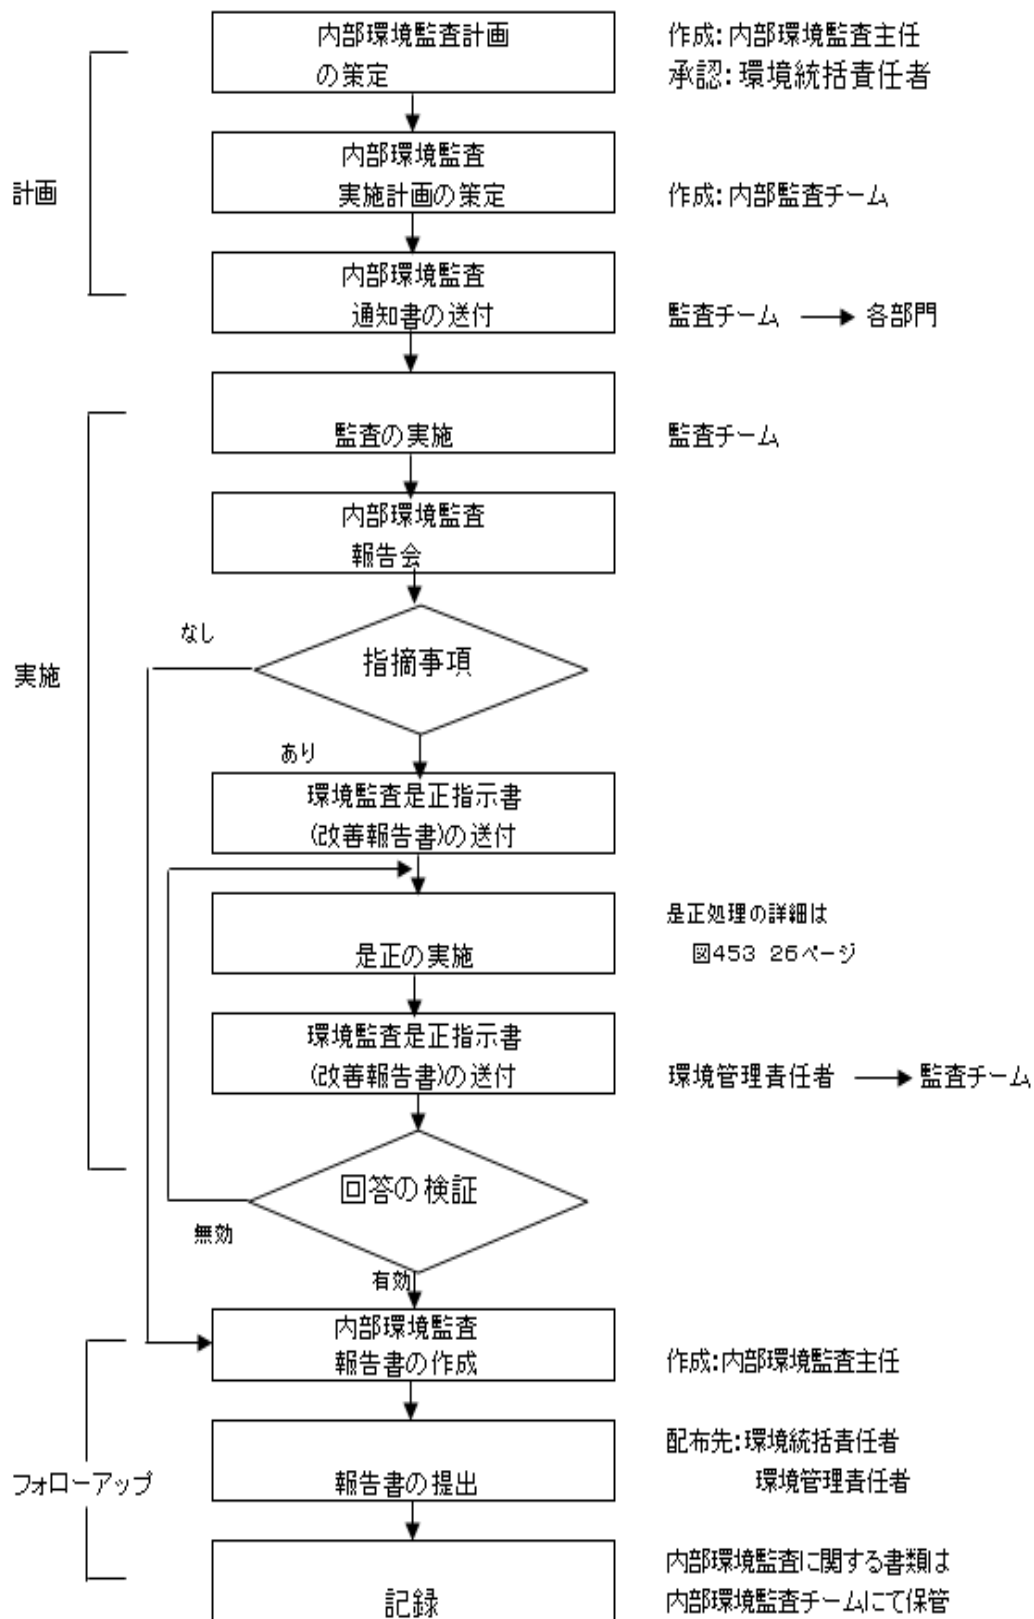 内部環境監査計画
の策定
作成:内部環境監査主任
承認:環境統括責任者
内部環境監査
実施計画の策定
作成:内部監査チーム
計画
内部環境監査
通知書の送付
監査チーム
各部門
監査の実施
監査チーム
内部環境監査
報告会
なし
指摘事項
実施
あり
環境監査是正指示書
(改善報告書)の送付
是正の実施
是正処理の詳細は
図453 26ページ
環境監査是正指示書
(改善報告書)の送付
環境管理責任者
監査チーム
回答の検証
無効
有効
内部環境監査
報告書の作成
作成:内部環境監査主任
フォローアップ
報告書の提出
配布先:環境統括責任者
環境管理責任者
記録
内部環境監査に関する書類は
内部環境監査チームにて保管